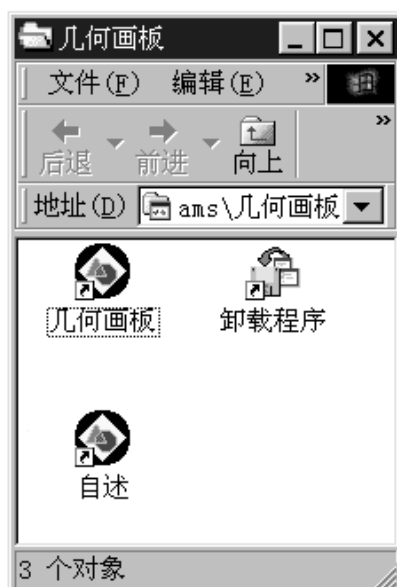 几何画板
文件(F) 编辑(E) »
后退 前进 向上 »
地址(D) ams\几何画板
几何画板 卸载程序
自述
3 个对象